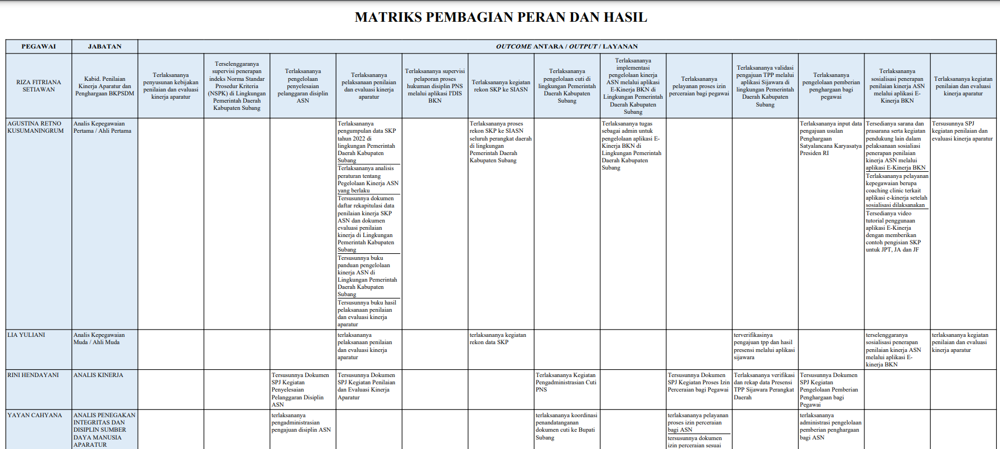 MATRIKS PEMBAGIAN PERAN DAN HASIL
PEGAWAI
JABATAN
OUTCOME ANTARA / OUTPUT / LAYANAN
RIZA FITRIANA
SETIAWAN
Kabid. Penilaian
Kinerja Aparatur dan
Penghargaan BKPSDM
Terlaksananya
penyusunan kebijakan
penilaian dan evaluasi
kinerja aparatur
Terselenggaranya
supervisi penerapan
indeks Norma Standar
Prosedur Kriteria
(NSPK) di Lingkungan
Pemerintah Daerah
Kabupaten Subang
Terlaksananya
pengelolaan
penyelesaian
pelanggaran disiplin
ASN
Terlaksananya
pelaksanaan penilaian
dan evaluasi kinerja
aparatur
Terlaksananya supervisi
pelaporan proses
hukuman disiplin PNS
melalui aplikasi I'DIS
BKN
Terlaksananya kegiatan
rekon SKP ke SIASN
Terlaksananya
pengelolaan cuti di
lingkungan Pemerintah
Daerah Kabupaten
Subang
Terlaksananya
implementasi
pengelolaan kinerja
ASN melalui aplikasi
E-Kinerja BKN di
Lingkungan Pemerintah
Daerah Kabupaten
Subang
Terlaksananya
pelayanan proses izin
perceraian bagi pegawai
Terlaksananya validasi
pengajuan TPP melalui
aplikasi Sijawara di
lingkungan Pemerintah
Daerah Kabupaten
Subang
Terlaksananya
pengelolaan pemberian
penghargaan bagi
pegawai
Terlaksananya
sosialisasi penerapan
penilaian kinerja ASN
melalui aplikasi E-
Kinerja BKN
Terlaksananya kegiatan
penilaian dan evaluasi
kinerja aparatur
AGUSTINA RETNO
KUSUMANINGRUM
Analis Kepegawaian
Pertama / Ahli Pertama
Terlaksananya
pengumpulan data SKP
tahun 2022 di
lingkungan Pemerintah
Daerah Kabupaten
Subang
Terlaksananya analisis
peraturan tentang
Pegelolaan Kinerja ASN
yang berlaku
Tersusunnya dokumen
daftar rekapitulasi data
penilaian kinerja SKP
ASN dan dokumen
evaluasi penilaian
kinerja di Lingkungan
Pemerintah Kabupaten
Subang
Tersusunnya buku
panduan pengelolaan
kinerja ASN di
Lingkungan Pemerintah
Daerah Kabupaten
Subang
Tersusunnya buku hasil
pelaksanaan penilaian
dan evaluasi kinerja
aparatur
Terlaksananya proses
rekon SKP ke SIASN
seluruh perangkat daerah
di lingkungan
Pemerintah Daerah
Kabupaten Subang
Terlaksananya tugas
sebagai admin untuk
pengelolaan aplikasi E-
Kinerja BKN di
Lingkungan Pemerintah
Daerah Kabupaten
Subang
Terlaksananya input data
pengajuan usulan
Penghargaan
Satyalancana Karyasatya
Presiden RI
Tersedianya sarana dan
prasarana serta kegiatan
pendukung lain dalam
pelaksanaan sosialiasi
penerapan penilaian
kinerja ASN melalui
aplikasi E-Kinerja BKN
Terlaksananya pelayanan
kepegawaian berupa
coaching clinic terkait
aplikasi e-kinerja setelah
sosialisasi dilaksanakan
Tersedianya video
tutorial penggunaan
aplikasi E-Kinerja
dengan memberikan
contoh pengisian SKP
untuk JPT, JA dan JF
Tersusunnya SPJ
kegiatan penilaian dan
evaluasi kinerja aparatur
LIA YULIANI
Analis Kepegawaian
Muda / Ahli Muda
terlaksananya
pelaksanaan penilaian
dan evaluasi kinerja
aparatur
terlaksananya kegiatan
rekon data SKP
terverifikasinya
pengajuan tpp dan hasil
presensi melalui aplikasi
sijawara
terselenggaranya
sosialisasi penerapan
penilaian kinerja ASN
melalui aplikasi E-
kinerja BKN
terlaksananya kegiatan
penilaian dan evaluasi
kinerja aparatur
RINI HENDAYANI
ANALIS KINERJA
Tersusunnya Dokumen
SPJ Kegiatan
Penyelesaian
Pelanggaran Disiplin
ASN
Tersusunnya Dokumen
SPJ Kegiatan Penilaian
dan Evaluasi Kinerja
Aparatur
Terlaksananya Kegiatan
Pengadministrasian Cuti
PNS
Tersusunnya Dokumen
SPJ Kegiatan Proses Izin
Perceraian bagi Pegawai
Terlaksananya verifikasi
dan rekap data Presensi
TPP Sijawara Perangkat
Daerah
Tersusunnya Dokumen
SPJ Kegiatan
Pengelolaan Pemberian
Penghargaan bagi
Pegawai
YAYAN CAHYANA
ANALIS PENEGAKAN
INTEGRITAS DAN
DISIPLIN SUMBER
DAYA MANUSIA
APARATUR
terlaksananya
pengadministrasian
pengajuan disiplin ASN
terlaksananya koordinasi
penandatanganan
dokumen cuti ke Bupati
Subang
terlaksananya pelayanan
proses izin perceraian
bagi ASN
tersusunnya dokumen
izin perceraian sesuai
terlaksananya
administrasi pengelolaan
pemberian penghargaan
bagi ASN